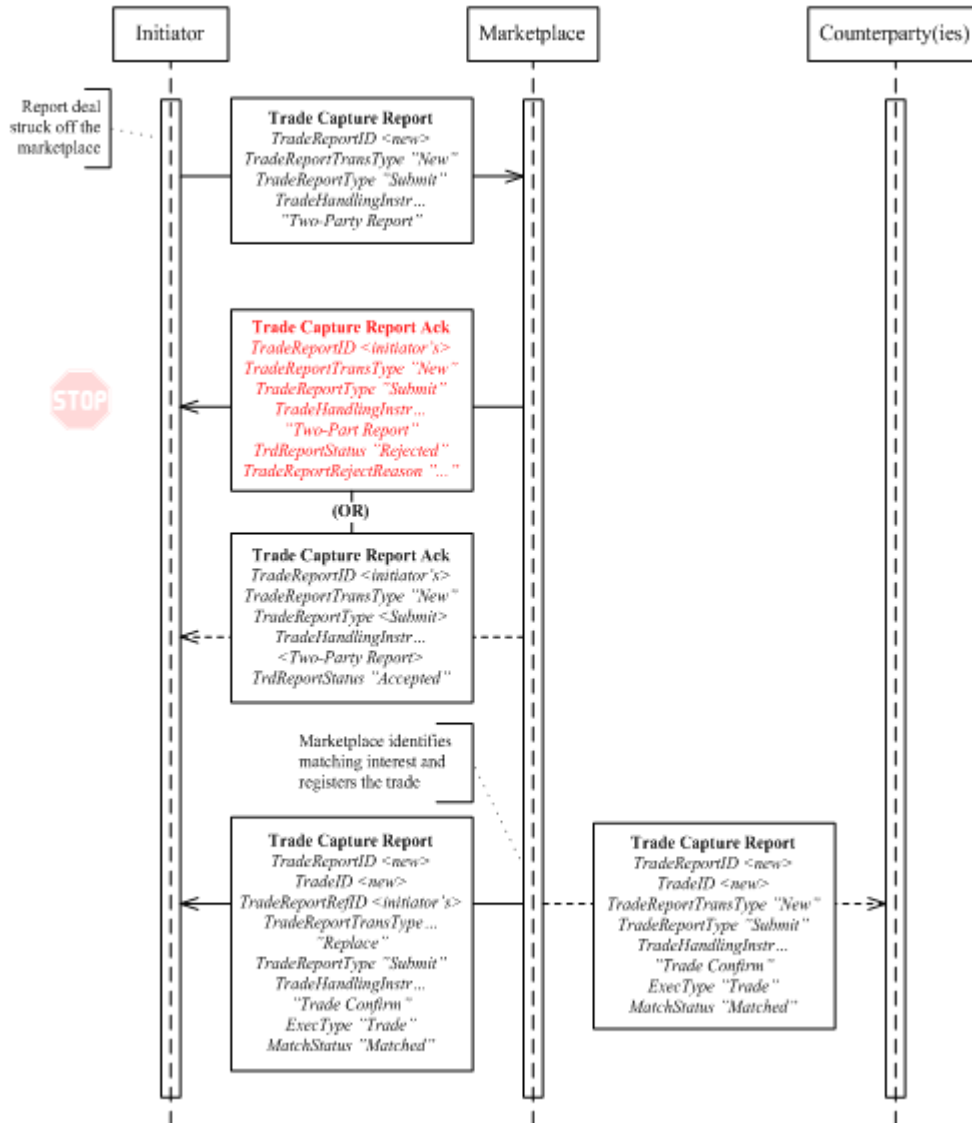 Initiator
Marketplace
Counterparty(ies)
Report deal
struck off the
marketplace
Trade Capture Report
TradeReportID <new>
TradeReportTransType "New"
TradeReportType "Submit"
TradeHandlingInstr...
"Two-Party Report"
STOP
Trade Capture Report Ack
TradeReportID <initiator's>
TradeReportTransType "New"
TradeReportType "Submit"
TradeHandlingInstr...
"Two-Part Report"
TrdReportStatus "Rejected"
TradeReportRejectReason "..."
(OR)
Trade Capture Report Ack
TradeReportID <initiator's>
TradeReportTransType "New"
TradeReportType <Submit>
TradeHandlingInstr...
<Two-Party Report>
TrdReportStatus "Accepted"
Marketplace identifies
matching interest and
registers the trade
Trade Capture Report
TradeReportID <new>
TradeID <new>
TradeReportRefID <initiator's>
TradeReportTransType...
"Replace"
TradeReportType "Submit"
TradeHandlingInstr...
"Trade Confirm"
ExecType "Trade"
MatchStatus "Matched"
Trade Capture Report
TradeReportID <new>
TradeID <new>
TradeReportTransType "New"
TradeReportType "Submit"
TradeHandlingInstr...
"Trade Confirm"
ExecType "Trade"
MatchStatus "Matched"